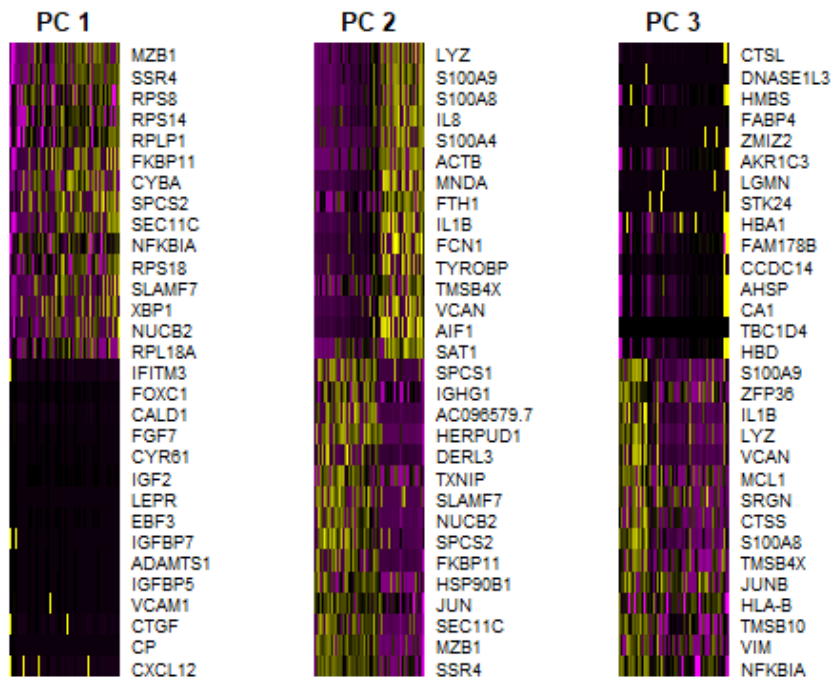 PC 1
MZB1
SSR4
RPS8
RPS14
RPLP1
FKBP11
CYBA
SPCS2
SEC11C
NFKBIA
RPS18
SLAMF7
XBP1
NUCB2
RPL18A
IFITM3
FOXC1
CALD1
FGF7
CYR61
IGF2
LEPR
EBF3
IGFBP7
ADAMTS1
IGFBP5
VCAM1
CTGF
CP
CXCL12
PC 2
LYZ
S100A9
S100A8
IL8
S100A4
ACTB
MNDA
FTH1
IL1B
FCN1
TYROBP
TMSB4X
VCAN
AIF1
SAT1
SPCS1
IGHG1
AC096579.7
HERPUD1
DERL3
TXNIP
SLAMF7
NUCB2
SPCS2
FKBP11
HSP90B1
JUN
SEC11C
MZB1
SSR4
PC 3
CTSL
DNASE1L3
HMBS
FABP4
ZMIZ2
AKR1C3
LGMN
STK24
HBA1
FAM178B
CCDC14
AHSP
CA1
TBC1D4
HBD
S100A9
ZFP36
IL1B
LYZ
VCAN
MCL1
SRGN
CTSS
S100A8
TMSB4X
JUNB
HLA-B
TMSB10
VIM
NFKBIA